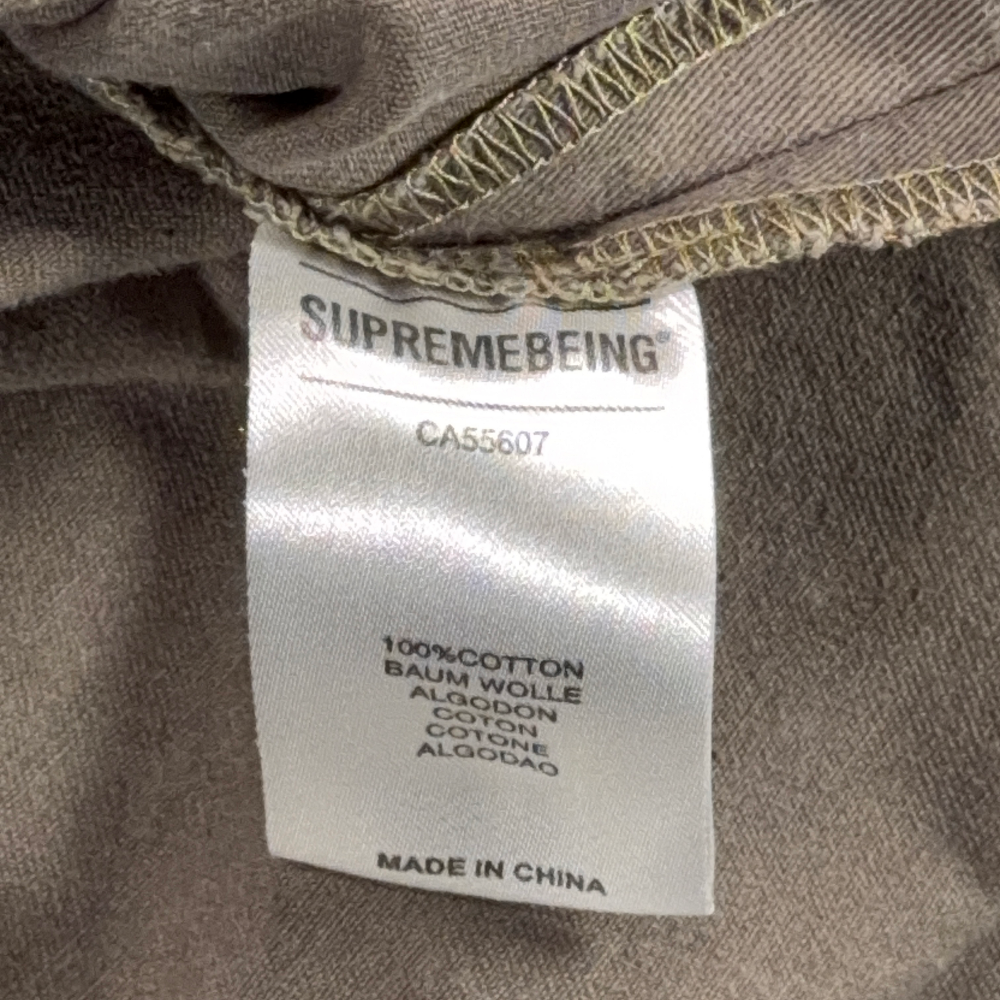 SUPREMEBEING®
CA55607
100%COTTON
BAUM WOLLE
ALGODON
COTON
COTONE
ALGODAO
MADE IN CHINA